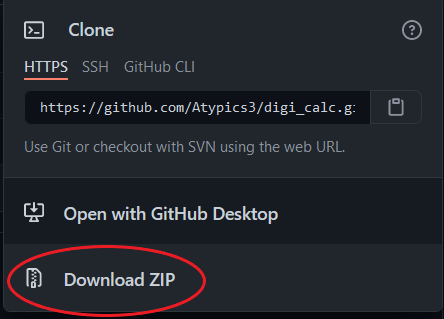 Clone
HTTPS SSH GitHub CLI
https://github.com/Atypics3/digi_calc.gi
Use Git or checkout with SVN using the web URL.
Open with GitHub Desktop
Download ZIP